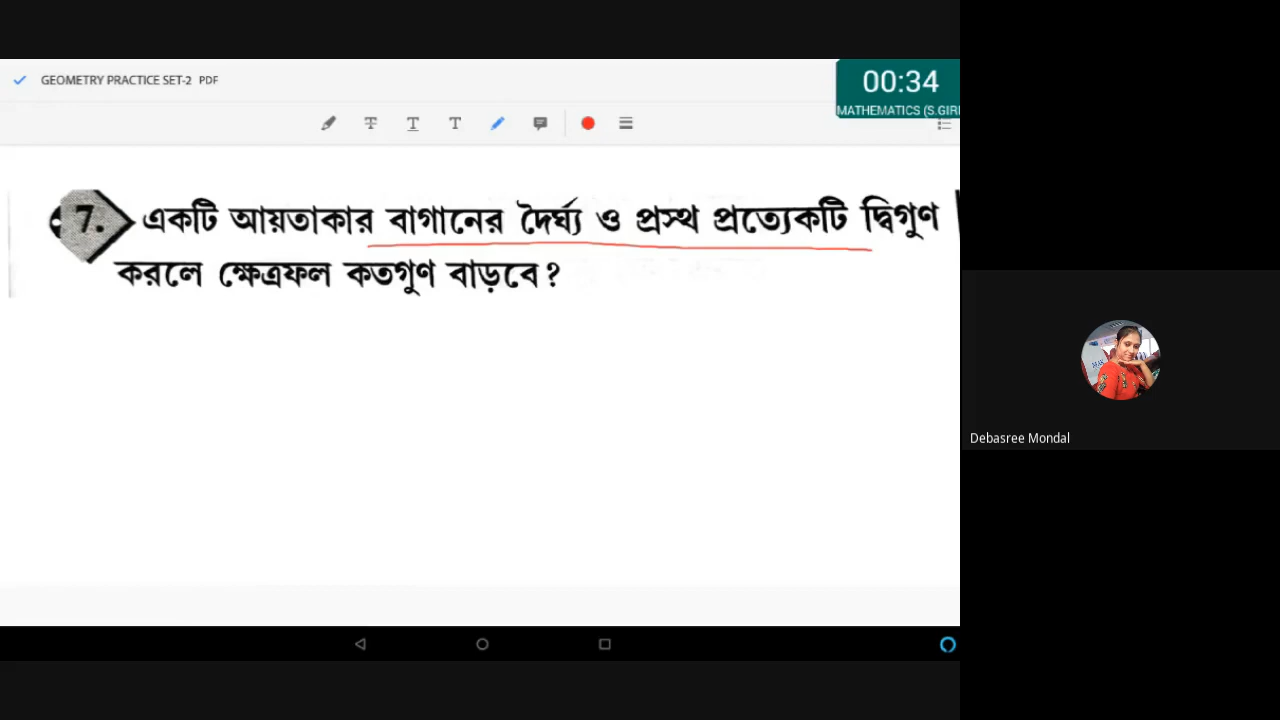 GEOMETRY PRACTICE SET-2 PDF
00:34
MATHEMATICS (S.GIRI
7. একটি আয়তাকার বাগানের দৈর্ঘ্য ও প্রস্থ প্রত্যেকটি দ্বিগুণ
করলে ক্ষেত্রফল কতগুণ বাড়বে?
Debasree Mondal